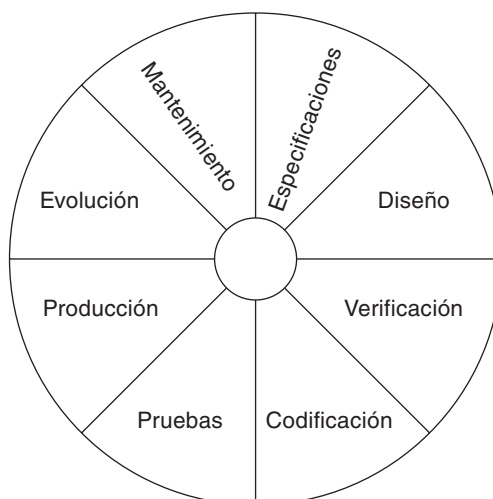 Mantenimiento
Especificaciones
Evolución
Diseño
Producción
Verificación
Pruebas
Codificación